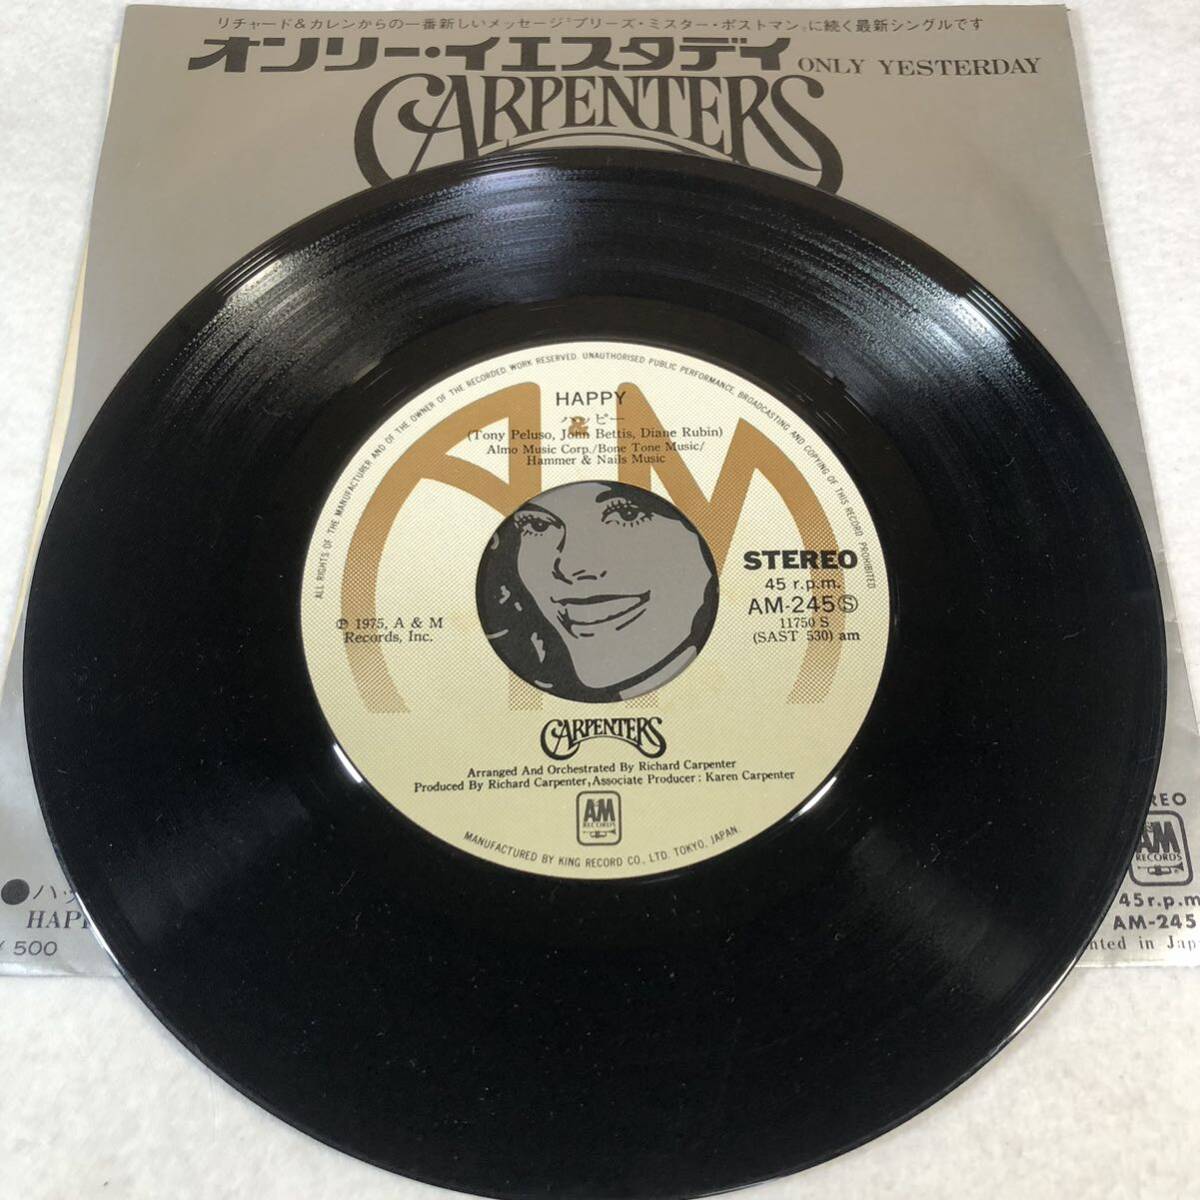 リチャード&カレンからの一番新しいメッセージ"プリーズ・ミスター・ポストマン"に続く最新シングルです
オンリー・イエスタデイ ONLY YESTERDAY
CARPENTERS
ALL RIGHTS OF THE MANUFACTURER AND OF THE OWNER OF THE RECORDED WORK RESERVED. UNAUTHORISED PUBLIC PERFORMANCE, BROADCASTING AND COPYING OF THIS RECORD PROHIBITED
A&M
HAPPY
ハッピー
(Tony Peluso, John Bettis, Diane Rubin)
Almo Music Corp./Bone Tone Music/
Hammer & Nails Music
STEREO
45 r.p.m.
AM-245Ⓢ
11750 S
(SAST 530) am
Ⓟ 1975, A & M
Records, Inc.
CARPENTERS
Arranged And Orchestrated By Richard Carpenter
Produced By Richard Carpenter, Associate Producer : Karen Carpenter
A&M
RECORDS
MANUFACTURED BY KING RECORD CO., LTD. TOKYO, JAPAN.
●ハッ
HAP
¥ 500
REO
A&M
RECORDS
45r.p.m
AM-245
nted in Jap